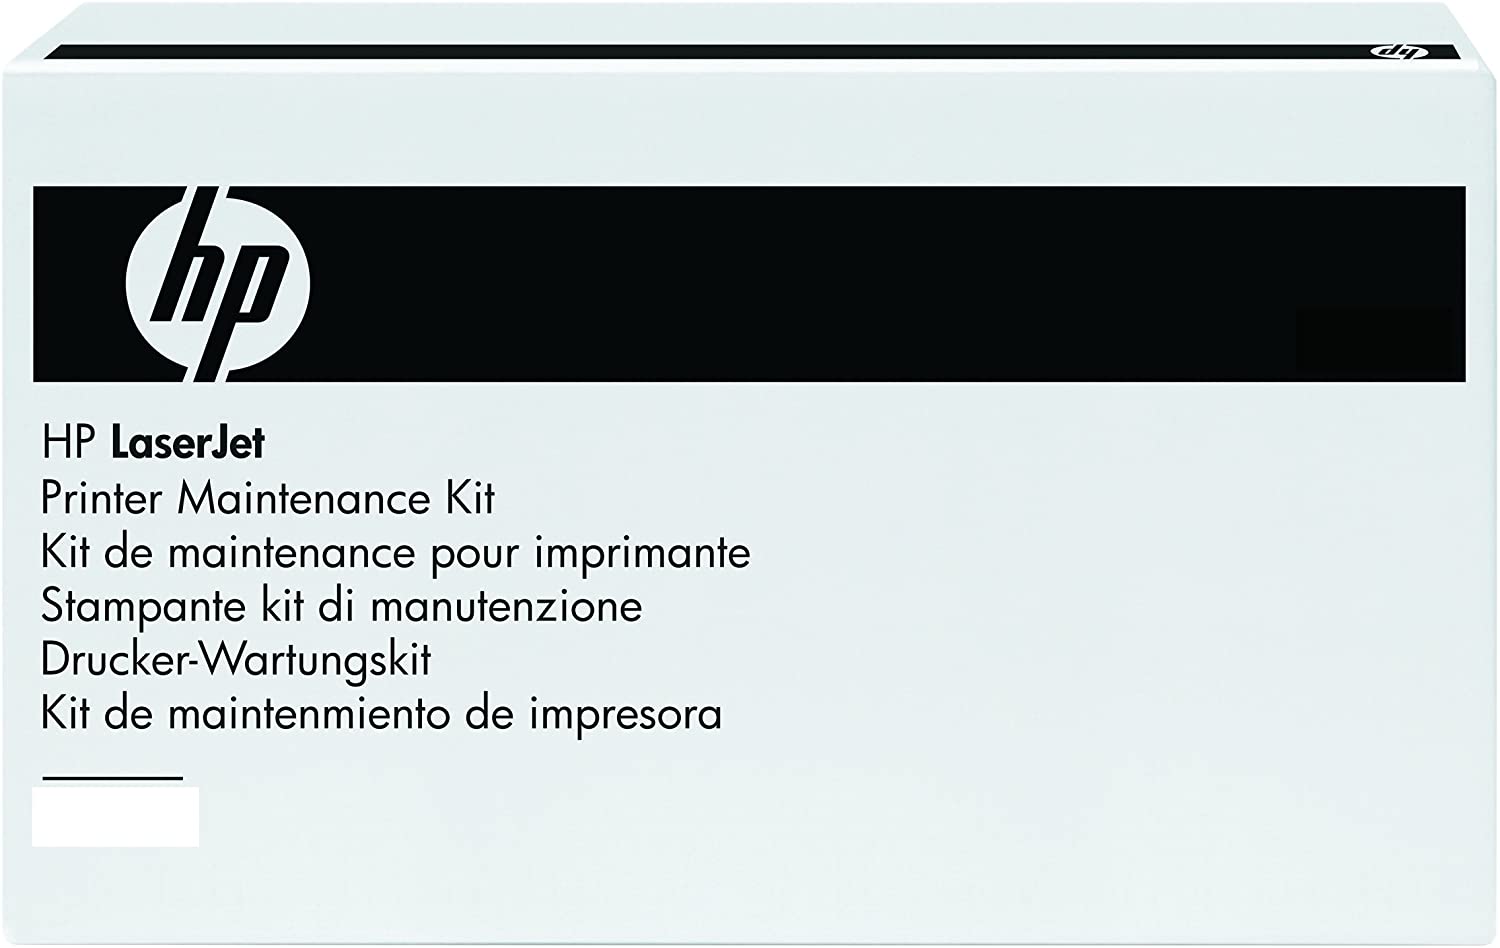 hp
hp
HP LaserJet
Printer Maintenance Kit
Kit de maintenance pour imprimante
Stampante kit di manutenzione
Drucker-Wartungskit
Kit de maintenmiento de impresora